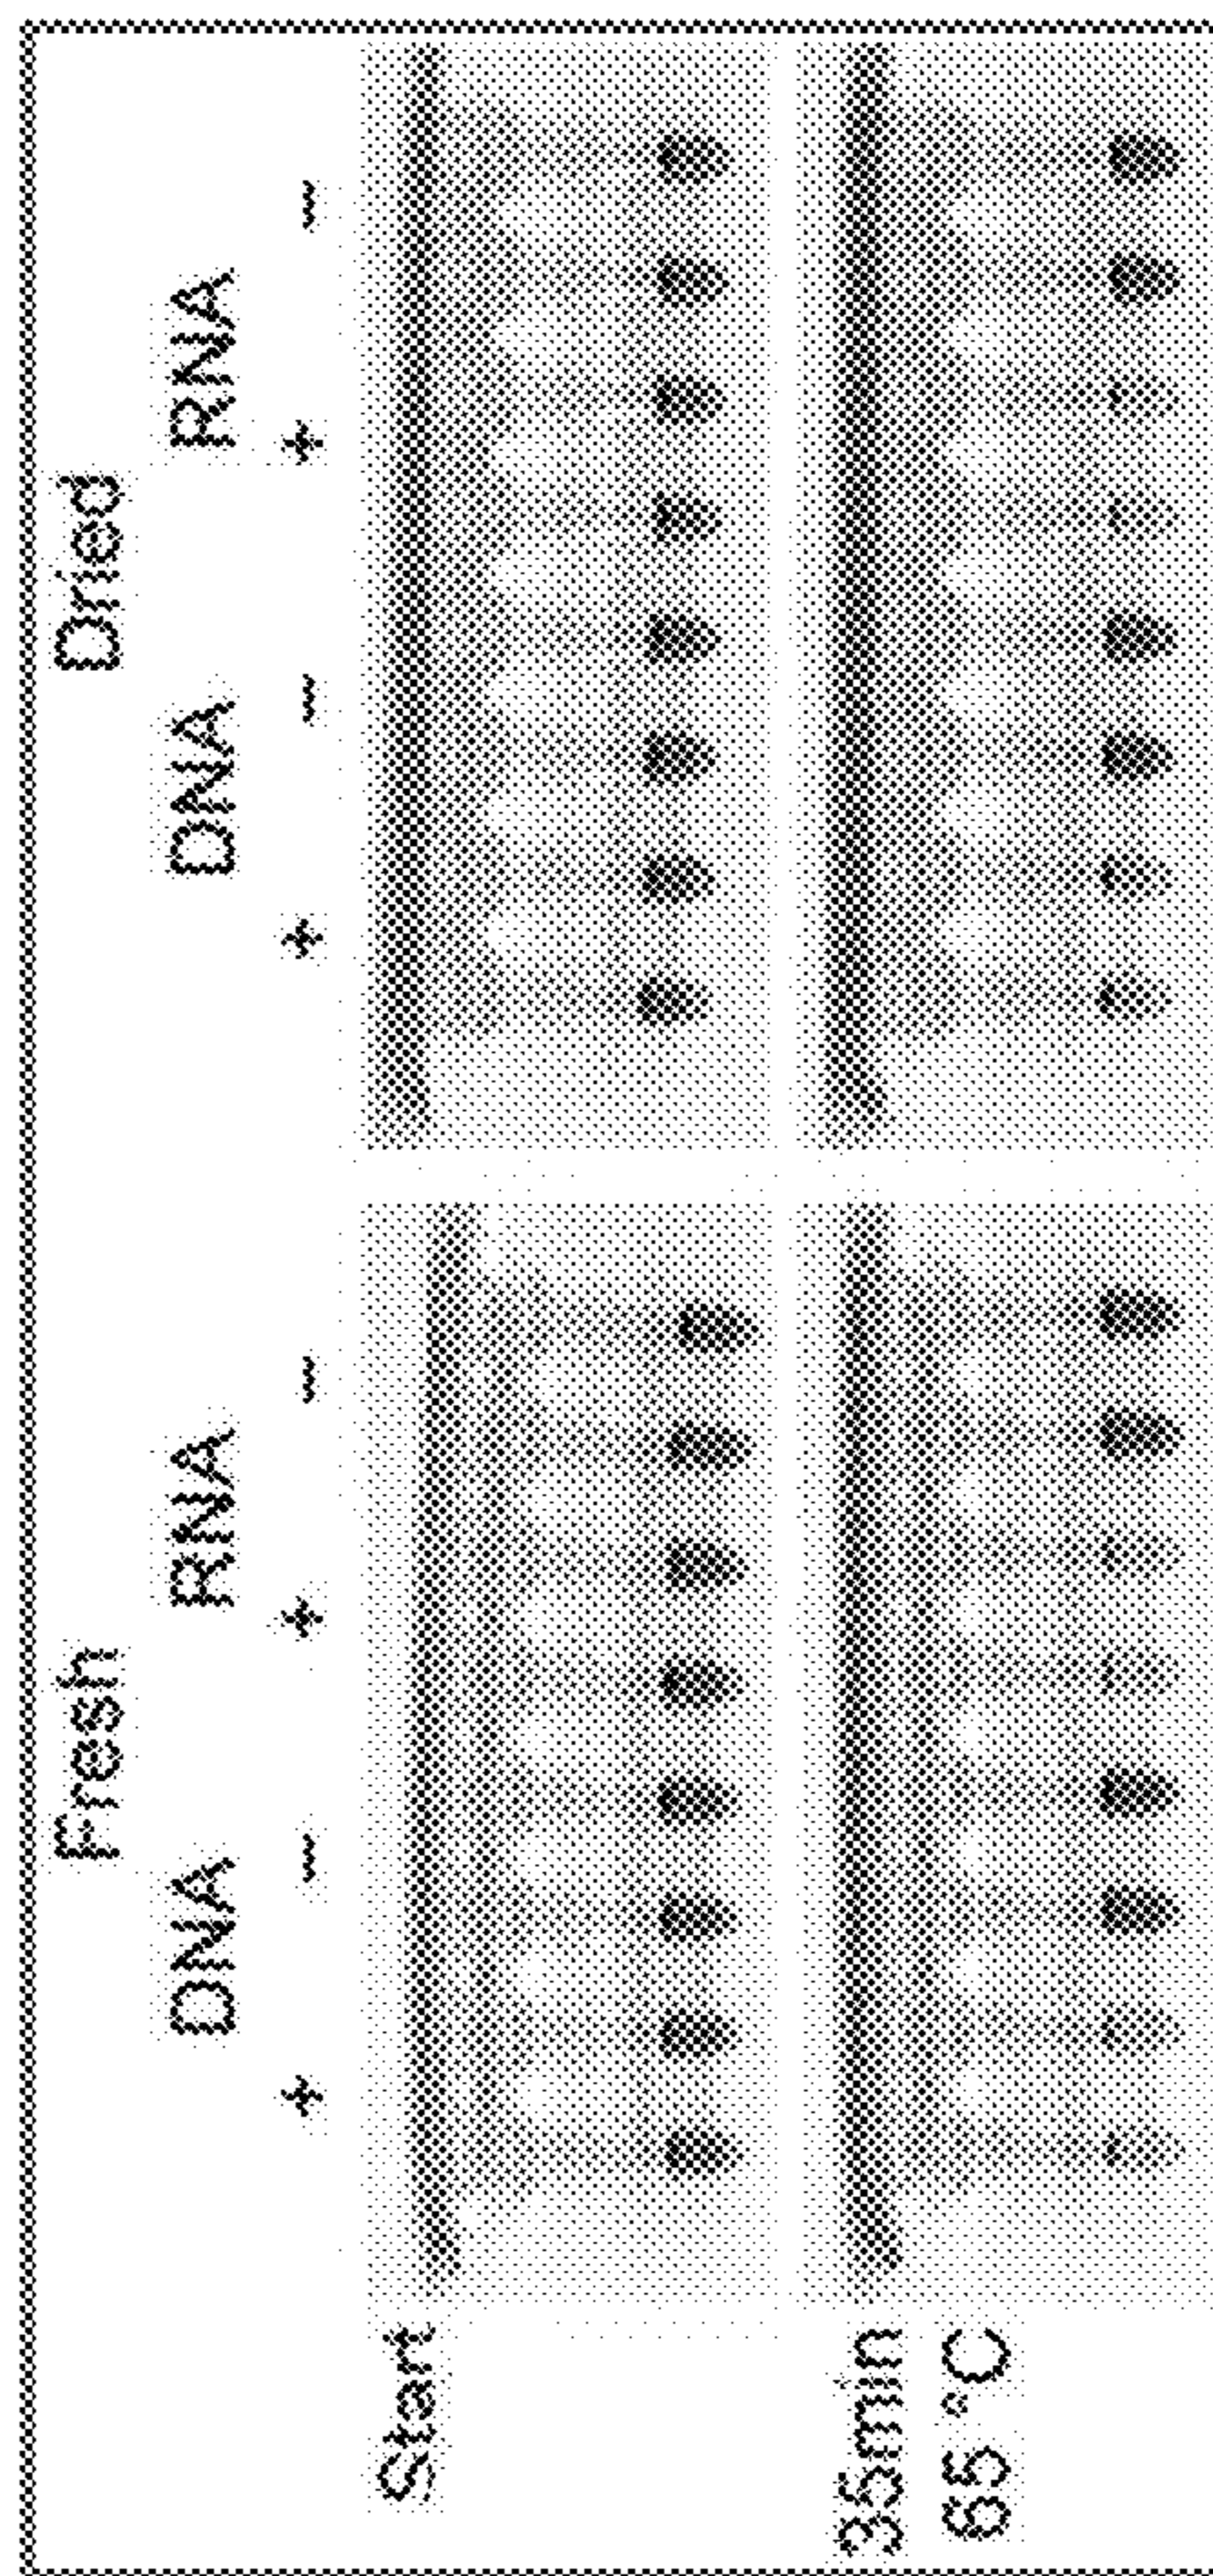 Fresh Dried
DNA RNA DNA RNA
+ - + - + - + -
Start
35min
65 °C